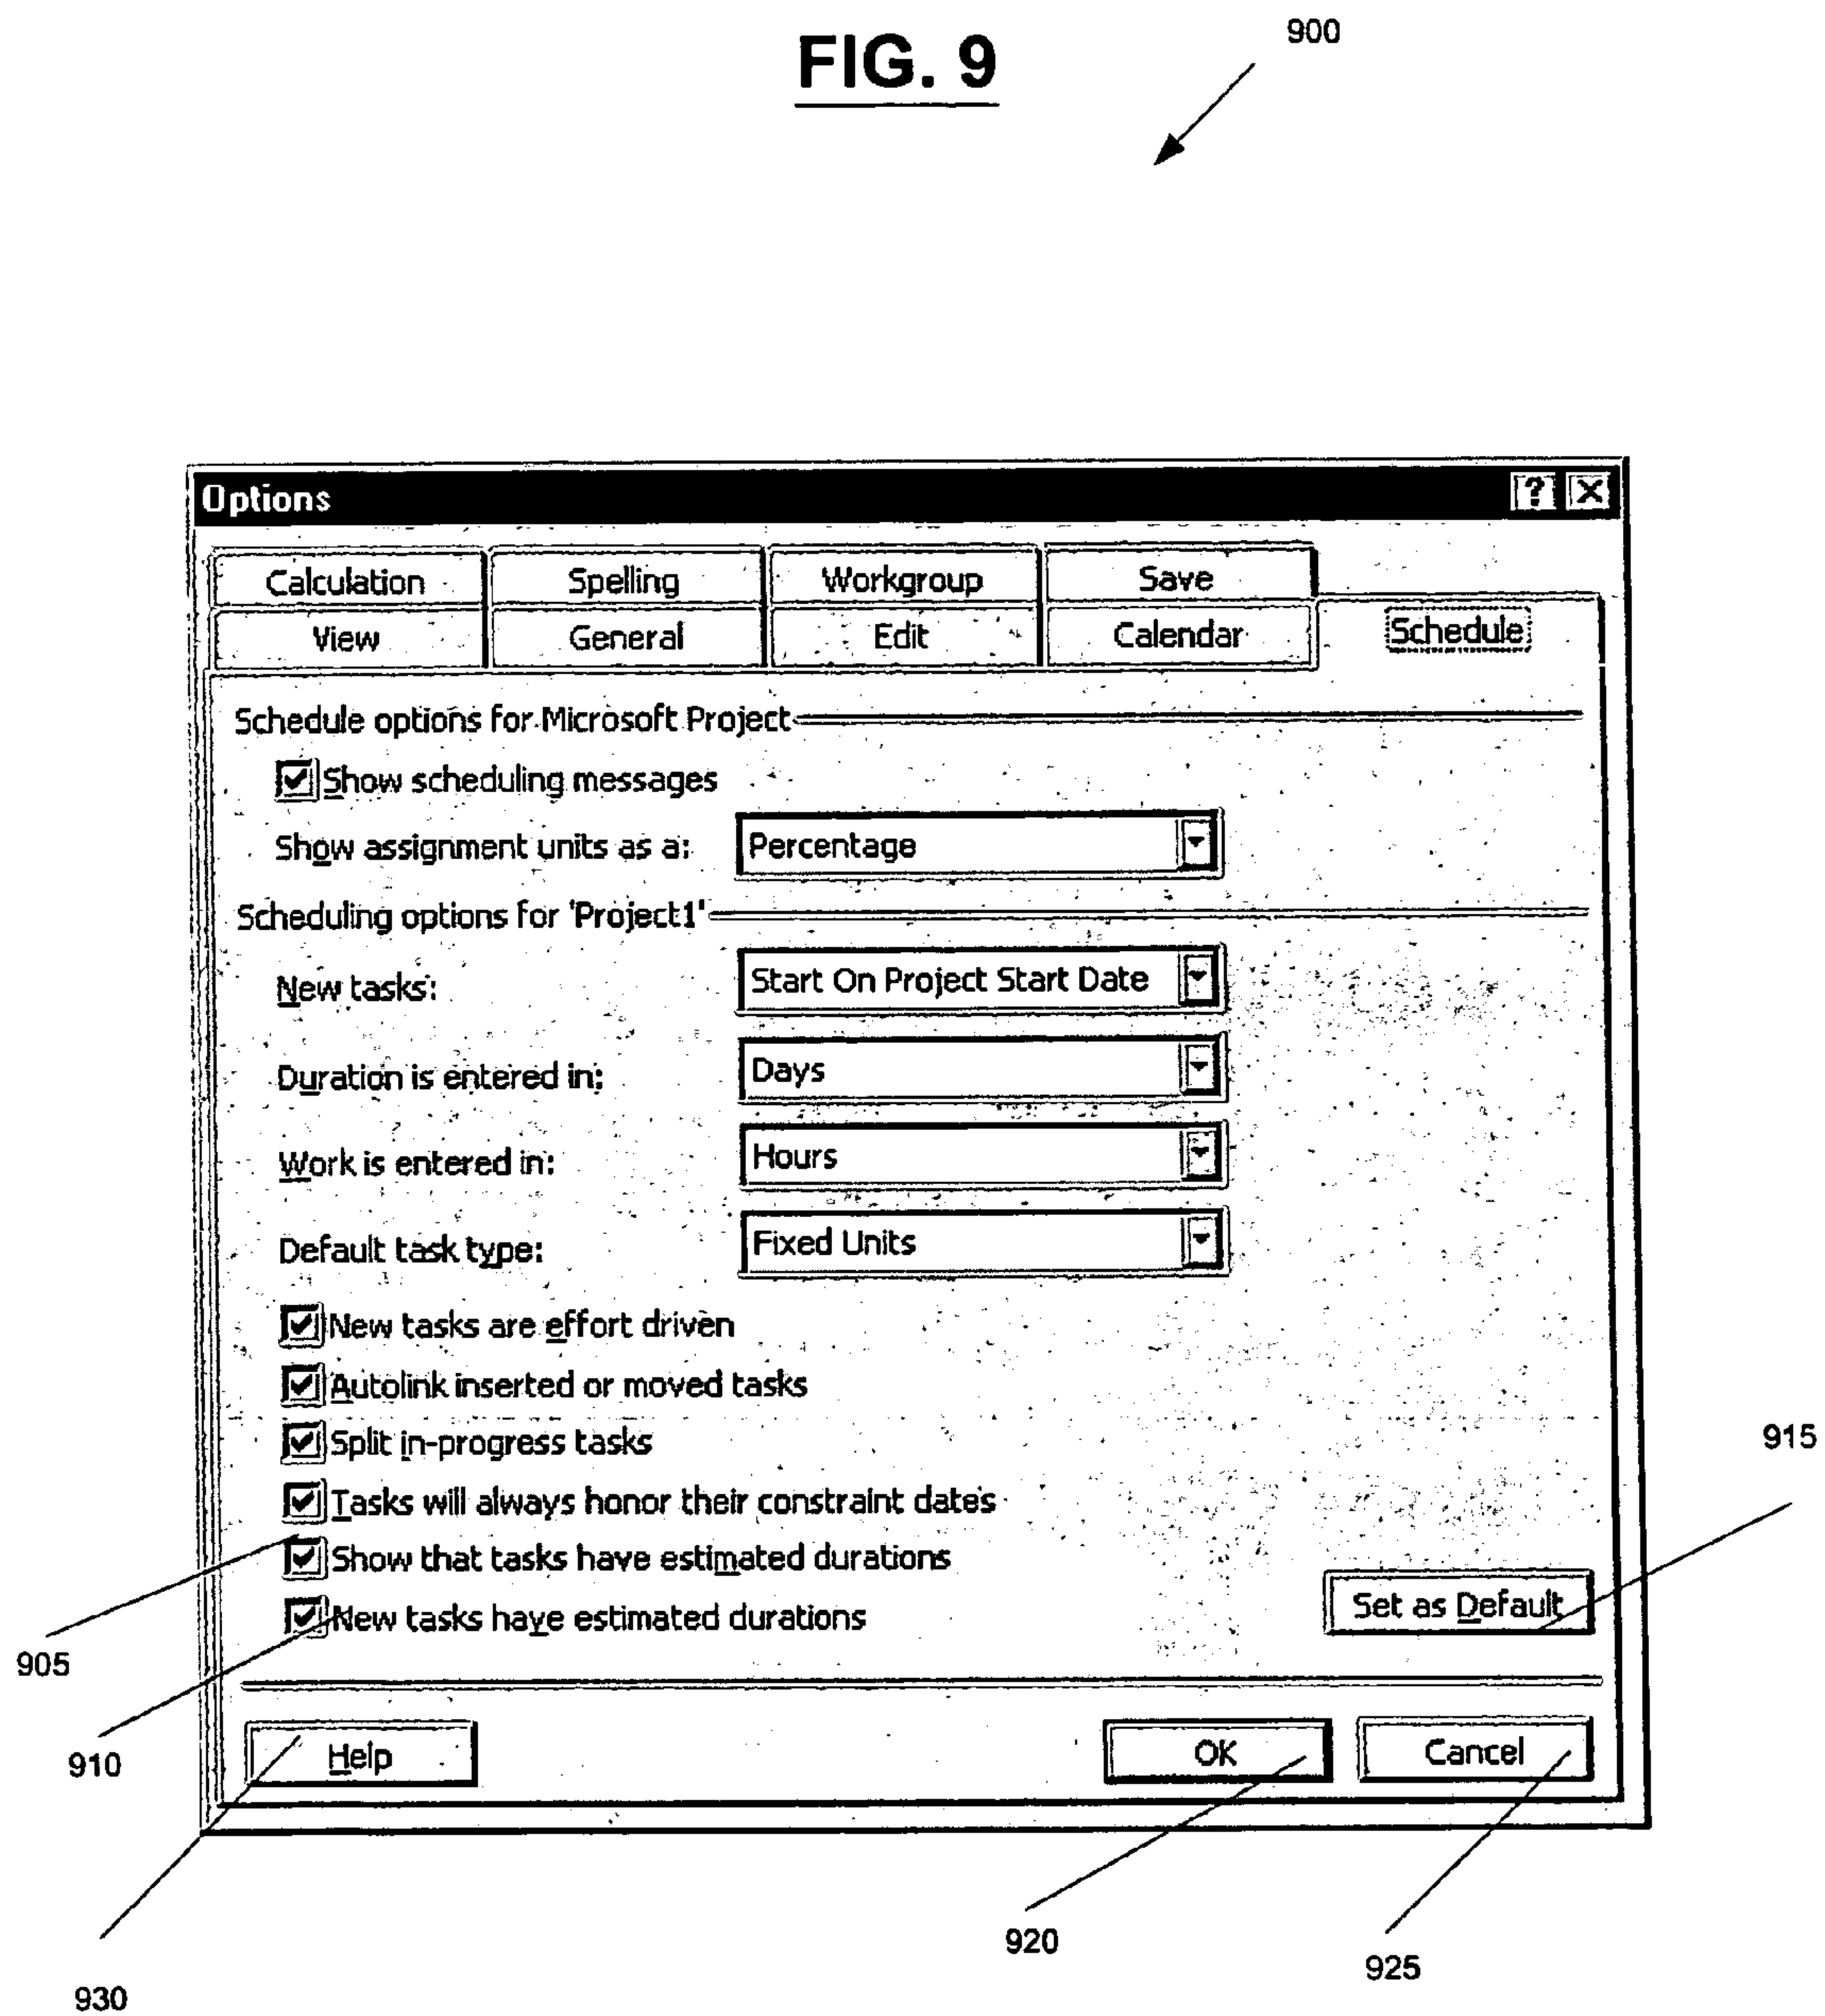 FIG. 9
900
Options
Calculation Spelling Workgroup Save
View General Edit Calendar Schedule
Schedule options for Microsoft Project
Show scheduling messages
Show assignment units as a: Percentage
Scheduling options for 'Project1'
New tasks: Start On Project Start Date
Duration is entered in: Days
Work is entered in: Hours
Default task type: Fixed Units
New tasks are effort driven
Autolink inserted or moved tasks
Split in-progress tasks
915
Tasks will always honor their constraint dates
Show that tasks have estimated durations
Set as Default
New tasks have estimated durations
905
910
Help OK Cancel
920
925
930